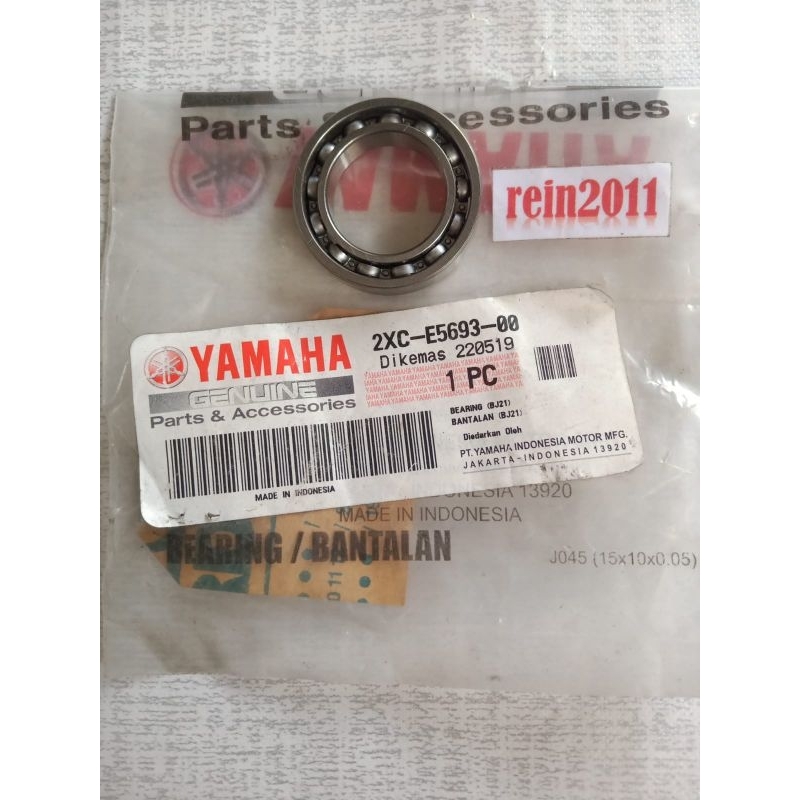 Parts & Accessories
YAMAHA
rein2011
YAMAHA
GENUINE
Parts & Accessories
2XC-E5693-00
Dikemas 220519
1 PC
BEARING (BJ21)
BANTALAN (BJ21)
Diedarkan Oleh
PT. YAMAHA INDONESIA MOTOR MFG.
JAKARTA-INDONESIA 13920
MADE IN INDONESIA
INDONESIA 13920
MADE IN INDONESIA
BEARING / BANTALAN
J045 (15x10x0.05)